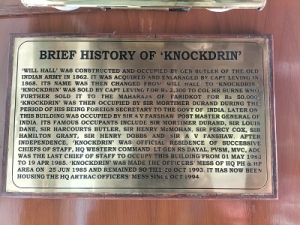 BRIEF HISTORY OF 'KNOCKDRIN'
'WILL HALL' WAS CONSTRUCTED AND OCCUPIED BY GEN BUTLER OF THE OLD
INDIAN ARMY IN 1862. IT WAS ACQUIRED AND ENLARAGED BY CAPT LEVING IN
1868. ITS NAME WAS THEN CHANGED FROM 'WILL HALL' TO 'KNOCKDRIN'.
'KNOCKDRIN' WAS SOLD BY CAPT LEVING FOR Rs 2,100 TO COL MR BURNE WHO
FURTHER SOLD IT TO THE MAHARAJA OF FARIDKOT FOR Rs 50,000.
'KNOCKDRIN' WAS THEN OCCUPIED BY SIR MORTIMER DURAND DURING THE
PERIOD OF HIS BEING FOREIGN SECRETARY TO THE GOVT OF INDIA. LATER ON
THIS BUILDING WAS OCCUPIED BY SIR A V FANSHAW POST MASTER GENERAL OF
INDIA. ITS FAMOUS OCCUPANTS INCLUDE SIR MORTIMER DURAND, SIR LOUIS
DANE, SIR HARCOURTS BUTLER, SIR HENRY McMOHAN, SIR PERCY COX, SIR
HAMILTON GRANT, SIR HENRY DOBBS AND SIR A V FANSHAW. AFTER
INDEPENDENCE, 'KNOCKDRIN' WAS OFFICIAL RESIDENCE OF SUCCESSIVE
CHIEFS OF STAFF, HQ WESTERN COMMAND. LT GEN NS DAYAL, PVSM, MVC, ADC
WAS THE LAST CHIEF OF STAFF TO OCCUPY THIS BUILDING FROM 01 MAY 1983
TO 19 APR 1985. 'KNOCKDRIN' WAS MADE THE OFFICERS' MESS OF HQ PH & HP
AREA ON 25 JUN 1985 AND REMAINED SO TILL 20 OCT 1993. IT HAS NOW BEEN
HOUSING THE HQ ARTRAC OFFICERS' MESS SINCE OCT 1994